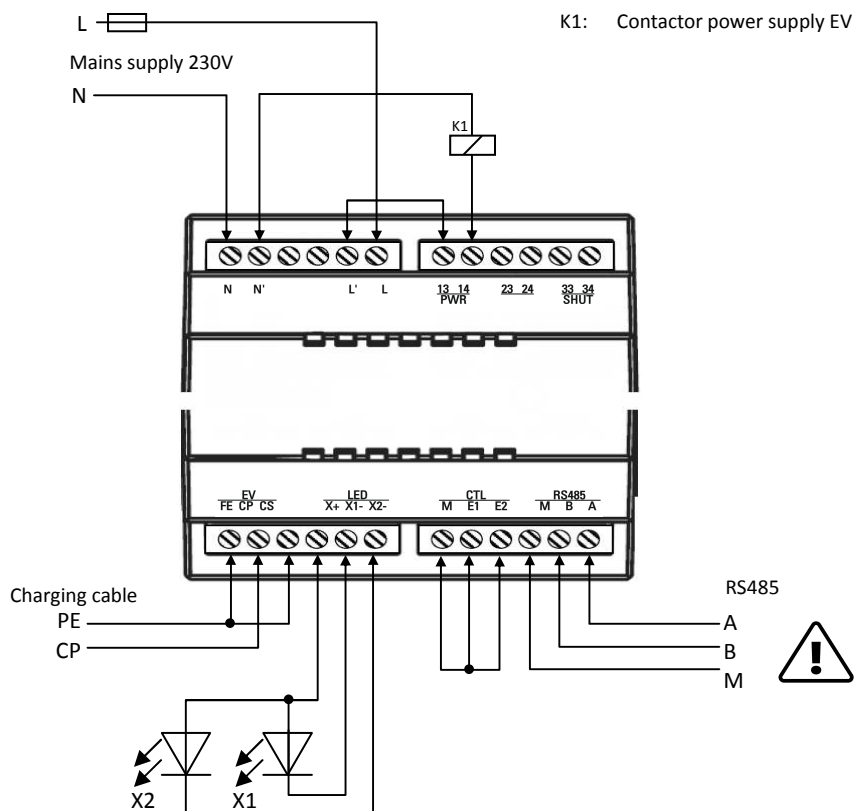 L
K1: Contactor power supply EV
Mains supply 230V
N
K1
N N' L' L 13 14 23 24 33 34
PWR SHUT
EV LED CTL RS485
FE CP CS X+ X1- X2- M E1 E2 M B A
Charging cable
RS485
PE
A
CP
B
M
X2 X1